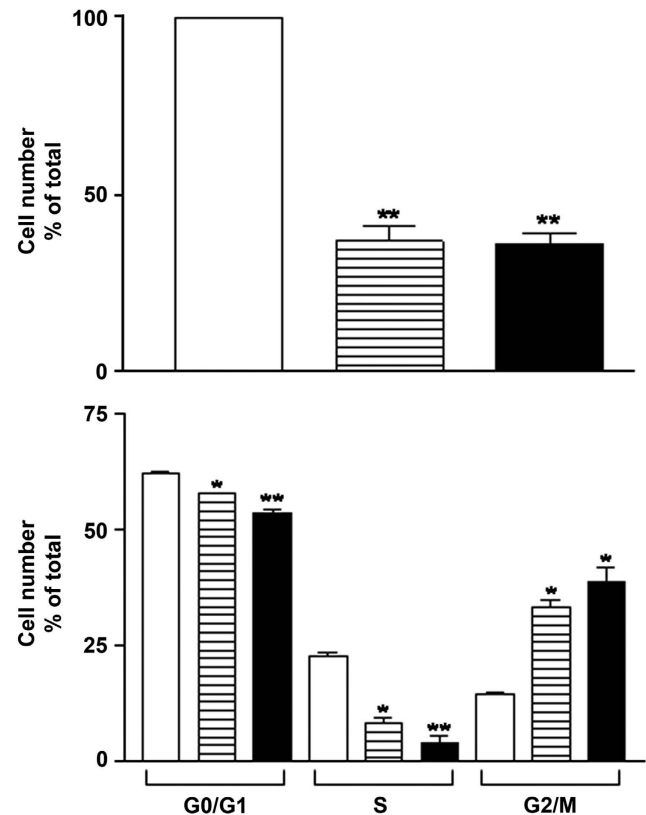 100
50
0
Cell number
% of total
**
**
75
50
25
0
Cell number
% of total
*
**
*
**
*
*
G0/G1
S
G2/M